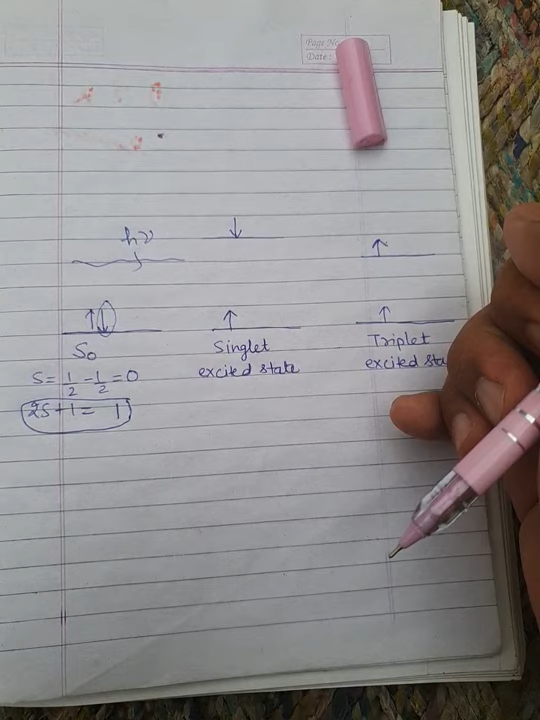 Page No
Date:
hν
↓
↑
↑↓
↑
↑
S₀
Singlet
excited state
Triplet
excited sta
S= 1/2 - 1/2 = 0
2S+1 = 1